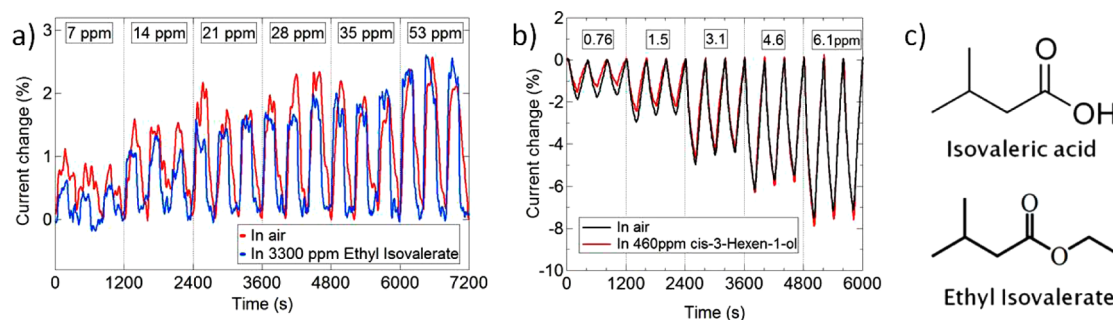 a)
7 ppm 14 ppm 21 ppm 28 ppm 35 ppm 53 ppm
3
2
1
0
Current change (%)
In air
In 3300 ppm Ethyl Isovalerate
0 1200 2400 3600 4800 6000 7200
Time (s)
b)
0.76 1.5 3.1 4.6 6.1ppm
2
0
-2
-4
-6
-8
-10
Current change (%)
In air
In 460ppm cis-3-Hexen-1-ol
0 1200 2400 3600 4800 6000
Time (s)
c)
O
OH
Isovaleric acid
O
O
Ethyl Isovalerate